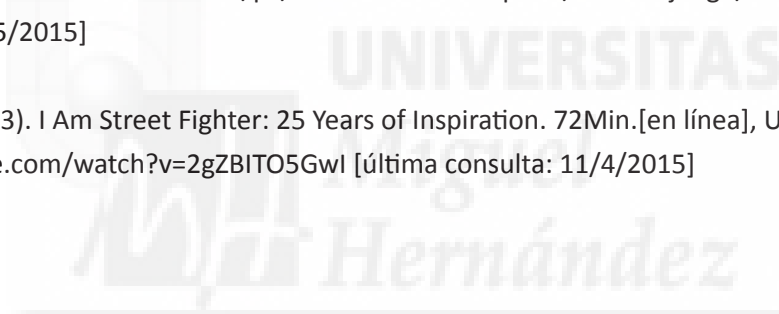 5/2015]
UNIVERSITAS
3). I Am Street Fighter: 25 Years of Inspiration. 72Min.[en línea], U
e.com/watch?v=2gZBITO5GwI [última consulta: 11/4/2015]
Miguel
Hernández